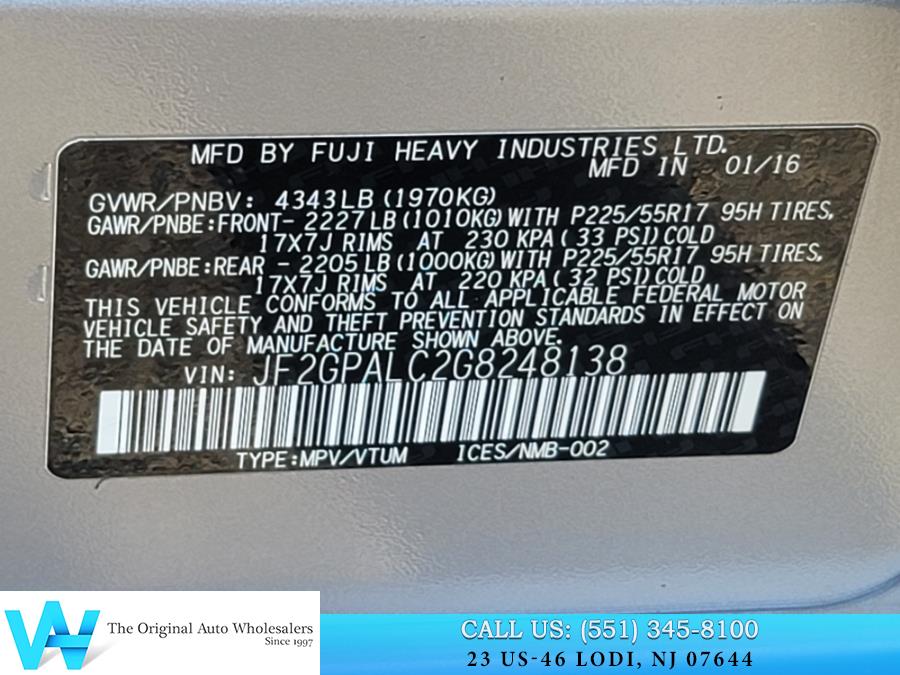 MFD BY FUJI HEAVY INDUSTRIES LTD.
MFD IN 01/16
GVWR/PNBV: 4343LB (1970KG)
GAWR/PNBE:FRONT- 2227LB (1010KG) WITH P225/55R17 95H TIRES,
17X7J RIMS AT 230 KPA ( 33 PSI) COLD
GAWR/PNBE:REAR - 2205LB (1000KG) WITH P225/55R17 95H TIRES,
17X7J RIMS AT 220 KPA ( 32 PSI) COLD
THIS VEHICLE CONFORMS TO ALL APPLICABLE FEDERAL MOTOR
VEHICLE SAFETY AND THEFT PREVENTION STANDARDS IN EFFECT ON
THE DATE OF MANUFACTURE SHOWN ABOVE.
VIN: JF2GPALC2G8248138
TYPE:MPV/VTUM ICES/NMB-002
The Original Auto Wholesalers
Since 1997
CALL US: (551) 345-8100
23 US-46 LODI, NJ 07644